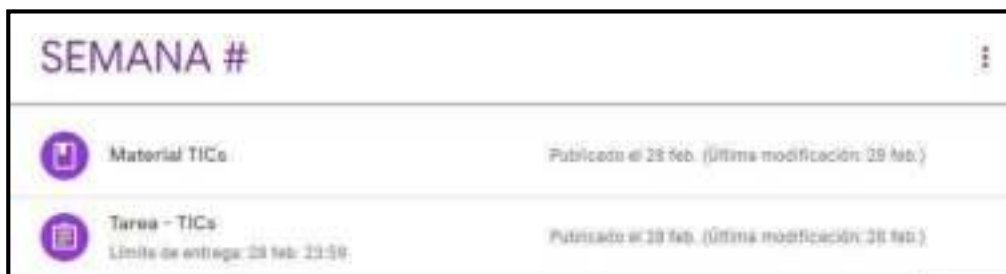 SEMANA #
Material TICs
Publicado el 28 feb. (Última modificación: 28 feb.)
Tarea - TICs
Límite de entrega: 28 feb. 23:59
Publicado el 28 feb. (Última modificación: 28 feb.)